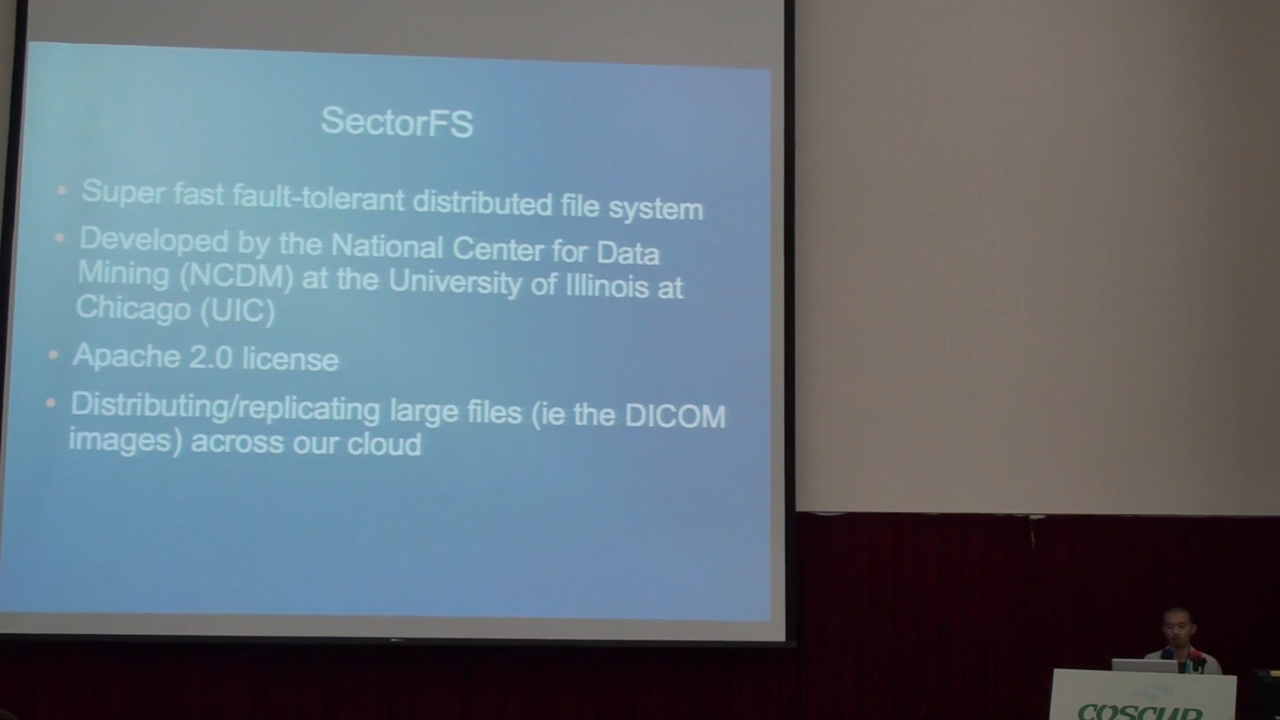 SectorFS
• Super fast fault-tolerant distributed file system
• Developed by the National Center for Data
Mining (NCDM) at the University of Illinois at
Chicago (UIC)
• Apache 2.0 license
• Distributing/replicating large files (ie the DICOM
images) across our cloud
COSCUP